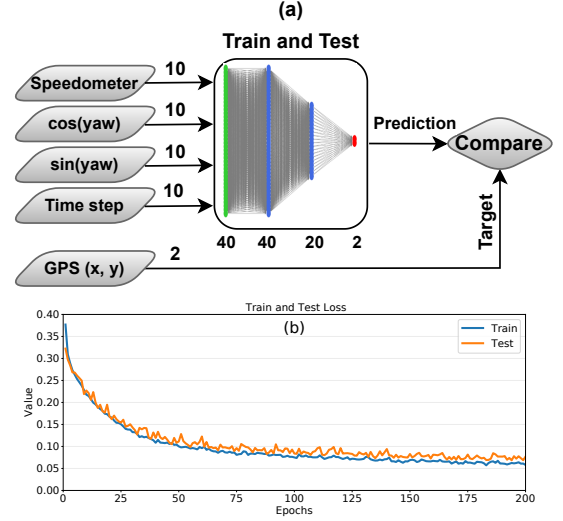 (a)
Train and Test
Speedometer
10
cos(yaw)
10
sin(yaw)
10
Time step
10
GPS (x, y)
2
40 40 20 2
Prediction
Compare
Target
Train and Test Loss
(b)
Train
Test
Value
0.40
0.35
0.30
0.25
0.20
0.15
0.10
0.05
0.00
0 25 50 75 100 125 150 175 200
Epochs